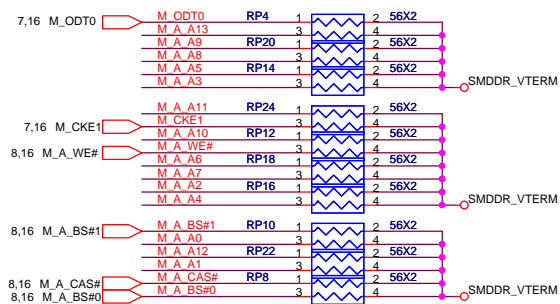 7,16 M_ODT0 M_ODT0 RP4 1 2 56X2
M_A_A13 3 4
M_A_A9 RP20 1 2 56X2
M_A_A8 3 4
M_A_A5 RP14 1 2 56X2
M_A_A3 3 4 SMDDR_VTERM
M_A_A11 RP24 1 2 56X2
7,16 M_CKE1 M_CKE1 3 4
M_A_A10 RP12 1 2 56X2
8,16 M_A_WE# M_A_WE# 3 4
M_A_A6 RP18 1 2 56X2
M_A_A7 3 4
M_A_A2 RP16 1 2 56X2
M_A_A4 3 4 SMDDR_VTERM
8,16 M_A_BS#1 M_A_BS#1 RP10 1 2 56X2
M_A_A0 3 4
M_A_A12 RP22 1 2 56X2
M_A_A1 3 4
8,16 M_A_CAS# M_A_CAS# RP8 1 2 56X2
8,16 M_A_BS#0 M_A_BS#0 3 4 SMDDR_VTERM